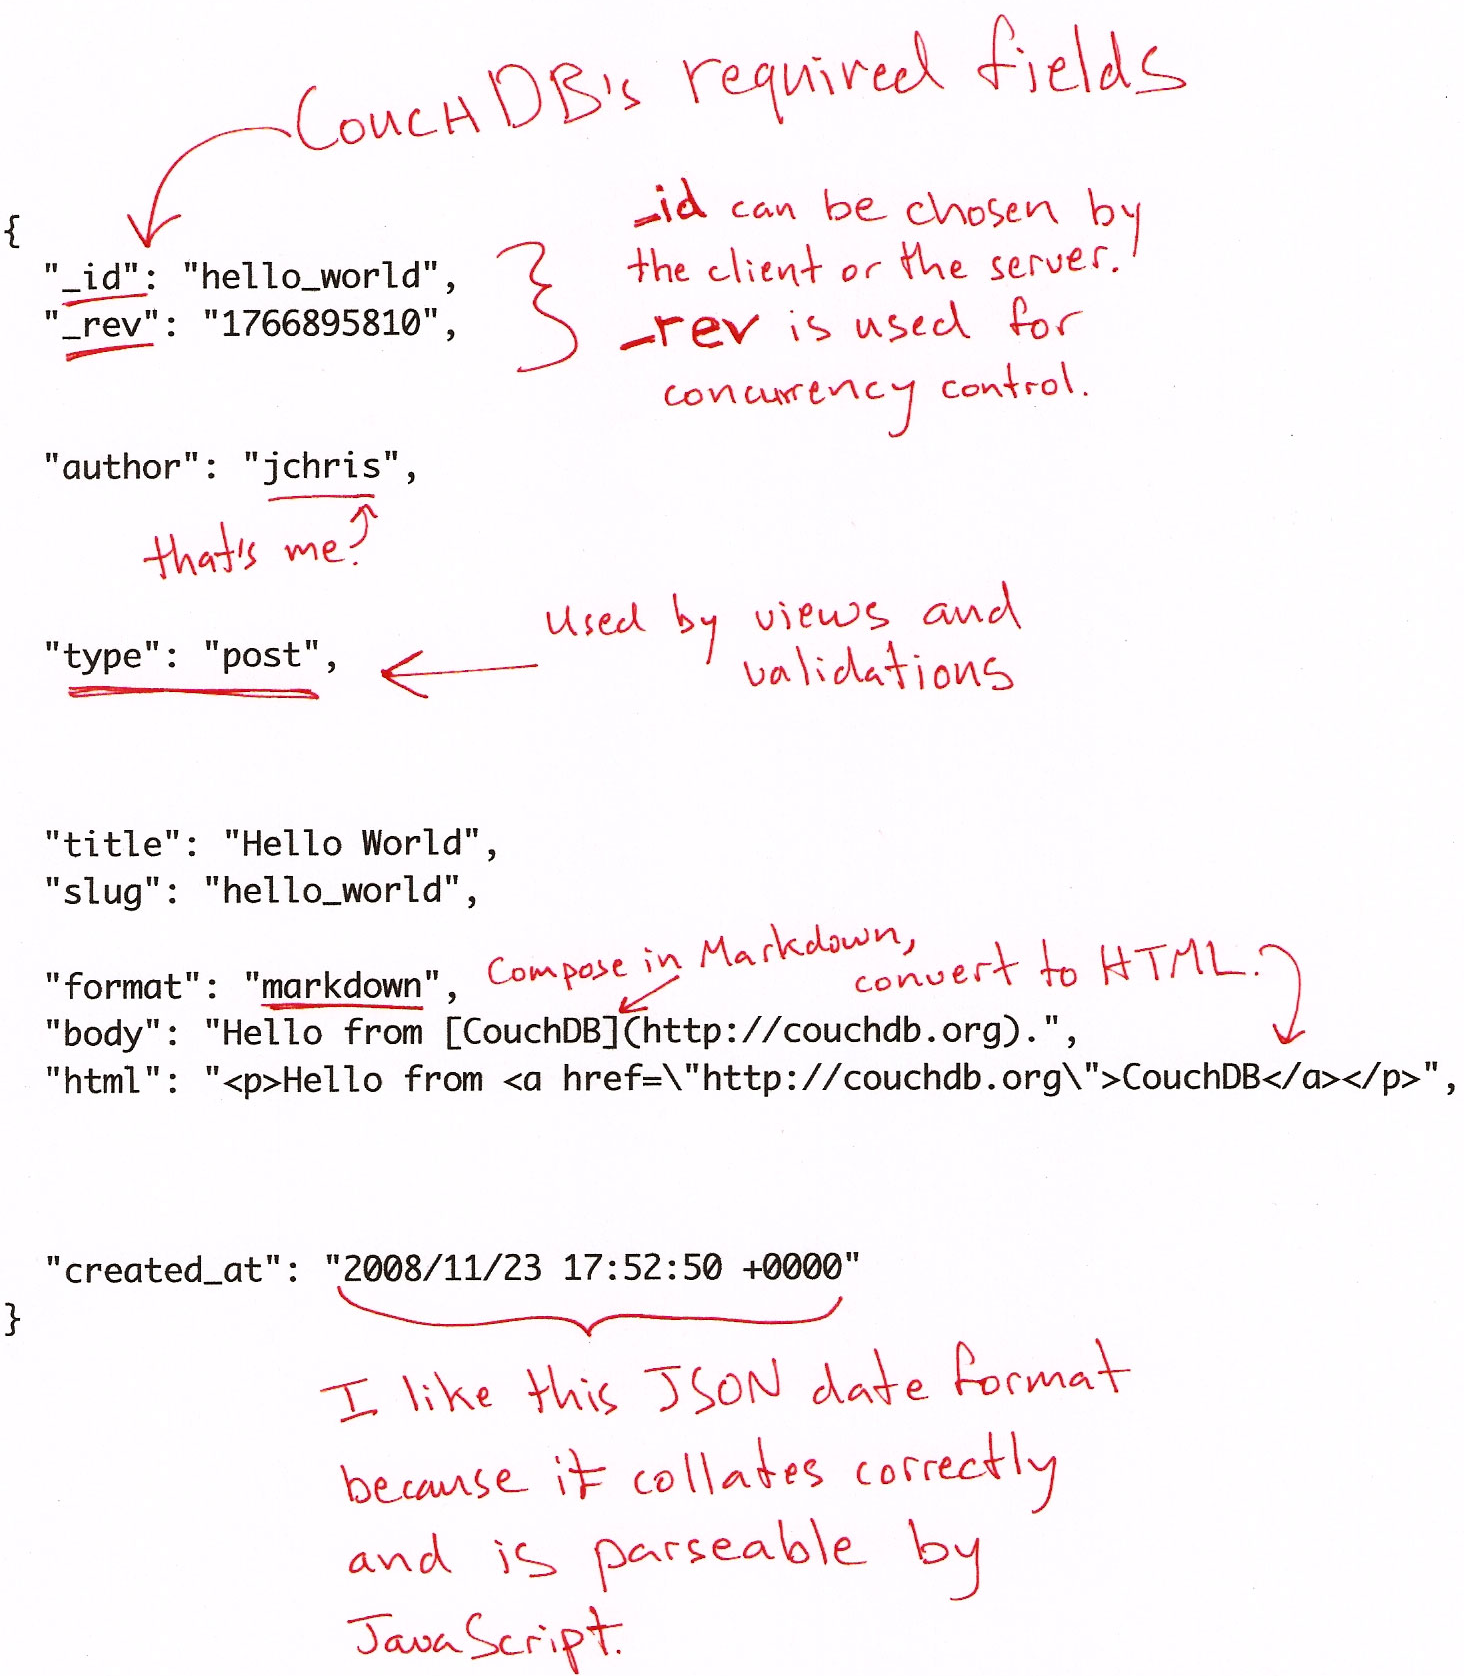 CouchDB's required fields
_id can be chosen by
{
the client or the server.
"_id": "hello_world",
"_rev": "1766895810",
_rev is used for
concurrency control.
"author": "jchris",
that's me!
used by views and
"type": "post",
validations
"title": "Hello World",
"slug": "hello_world",
Compose in Markdown,
convert to HTML.
"format": "markdown",
"body": "Hello from [CouchDB](http://couchdb.org).",
"html": "<p>Hello from <a href=\"http://couchdb.org\">CouchDB</a></p>",
"created_at": "2008/11/23 17:52:50 +0000"
}
I like this JSON date format
because it collates correctly
and is parseable by
JavaScript.